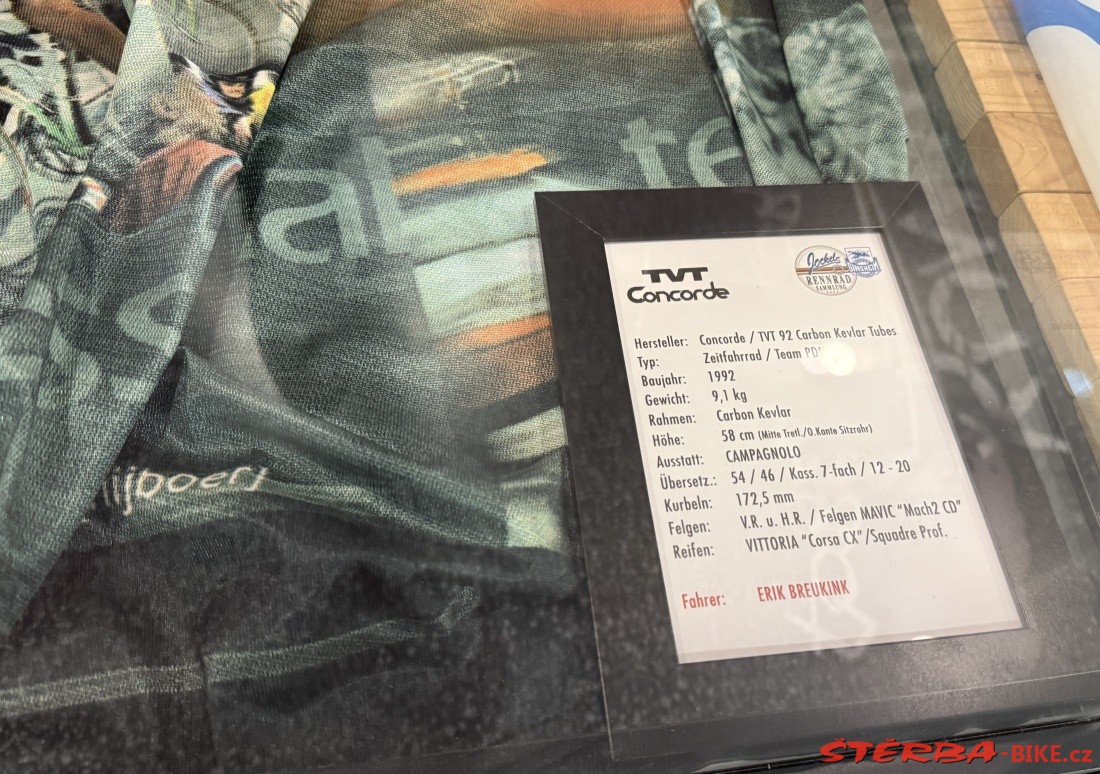 al te
ijboer
TVT
Concorde
Jockels
RENNRAD
SAMMLUNG
Hersteller: Concorde / TVT 92 Carbon Kevlar Tubes
Typ: Zeitfahrrad / Team
Baujahr: 1992
Gewicht: 9,1 kg
Rahmen: Carbon Kevlar
Höhe: 58 cm (Mitte Tretl./O.Kante Sitzrohr)
Ausstatt: CAMPAGNOLO
Übersetz.: 54 / 46 / Kass. 7-fach / 12 - 20
Kurbeln: 172,5 mm
Felgen: V.R. u. H.R. / Felgen MAVIC "Mach2 CD"
Reifen: VITTORIA "Corsa CX"/Squadre Prof.
Fahrer: ERIK BREUKINK
ŠTĚRBA-BIKE.cz